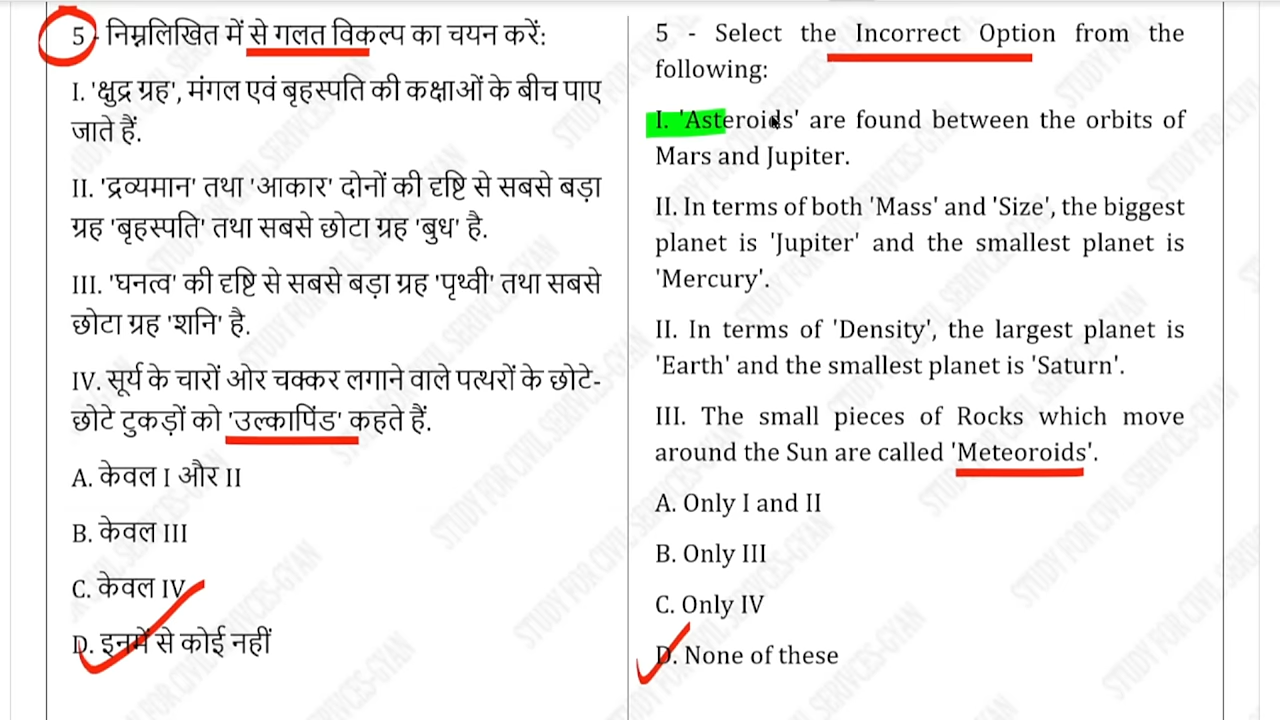 5 - निम्नलिखित में से गलत विकल्प का चयन करें:
I. 'क्षुद्र ग्रह', मंगल एवं बृहस्पति की कक्षाओं के बीच पाए
जाते हैं.
II. 'द्रव्यमान' तथा 'आकार' दोनों की दृष्टि से सबसे बड़ा
ग्रह 'बृहस्पति' तथा सबसे छोटा ग्रह 'बुध' है.
III. 'घनत्व' की दृष्टि से सबसे बड़ा ग्रह 'पृथ्वी' तथा सबसे
छोटा ग्रह 'शनि' है.
IV. सूर्य के चारों ओर चक्कर लगाने वाले पत्थरों के छोटे-
छोटे टुकड़ों को 'उल्कापिंड' कहते हैं.
A. केवल I और II
B. केवल III
C. केवल IV
D. इनमें से कोई नहीं
5 - Select the Incorrect Option from the
following:
I. 'Asteroids' are found between the orbits of
Mars and Jupiter.
II. In terms of both 'Mass' and 'Size', the biggest
planet is 'Jupiter' and the smallest planet is
'Mercury'.
II. In terms of 'Density', the largest planet is
'Earth' and the smallest planet is 'Saturn'.
III. The small pieces of Rocks which move
around the Sun are called 'Meteoroids'.
A. Only I and II
B. Only III
C. Only IV
D. None of these